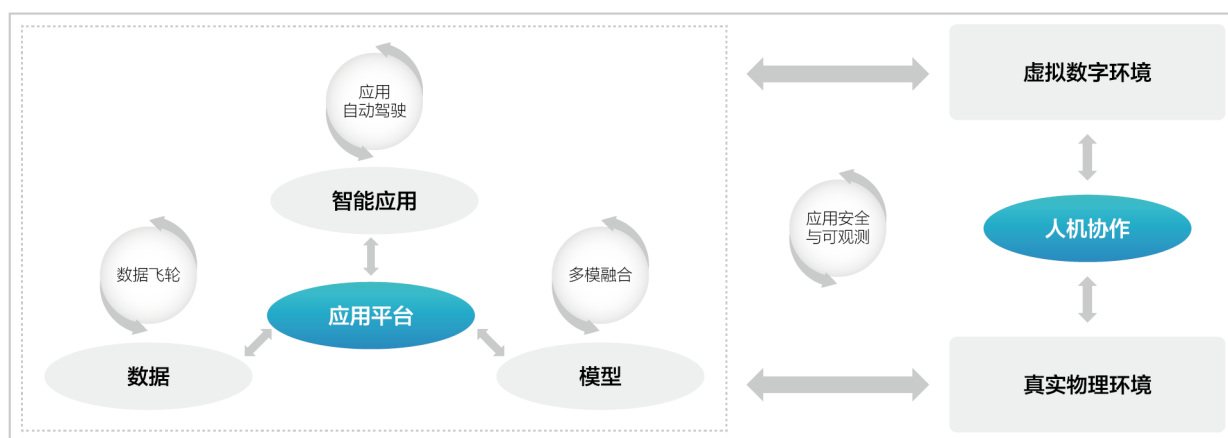 应用
自动驾驶
智能应用
数据飞轮
多模融合
应用平台
数据
模型
应用安全
与可观测
虚拟数字环境
人机协作
真实物理环境